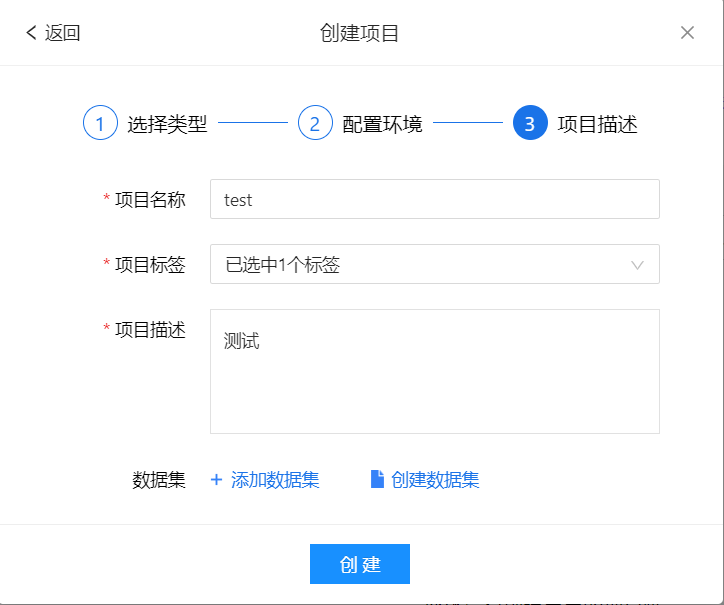 返回
创建项目
1 选择类型
2 配置环境
3 项目描述
* 项目名称
test
* 项目标签
已选中1个标签
* 项目描述
测试
数据集
+ 添加数据集
创建数据集
创 建